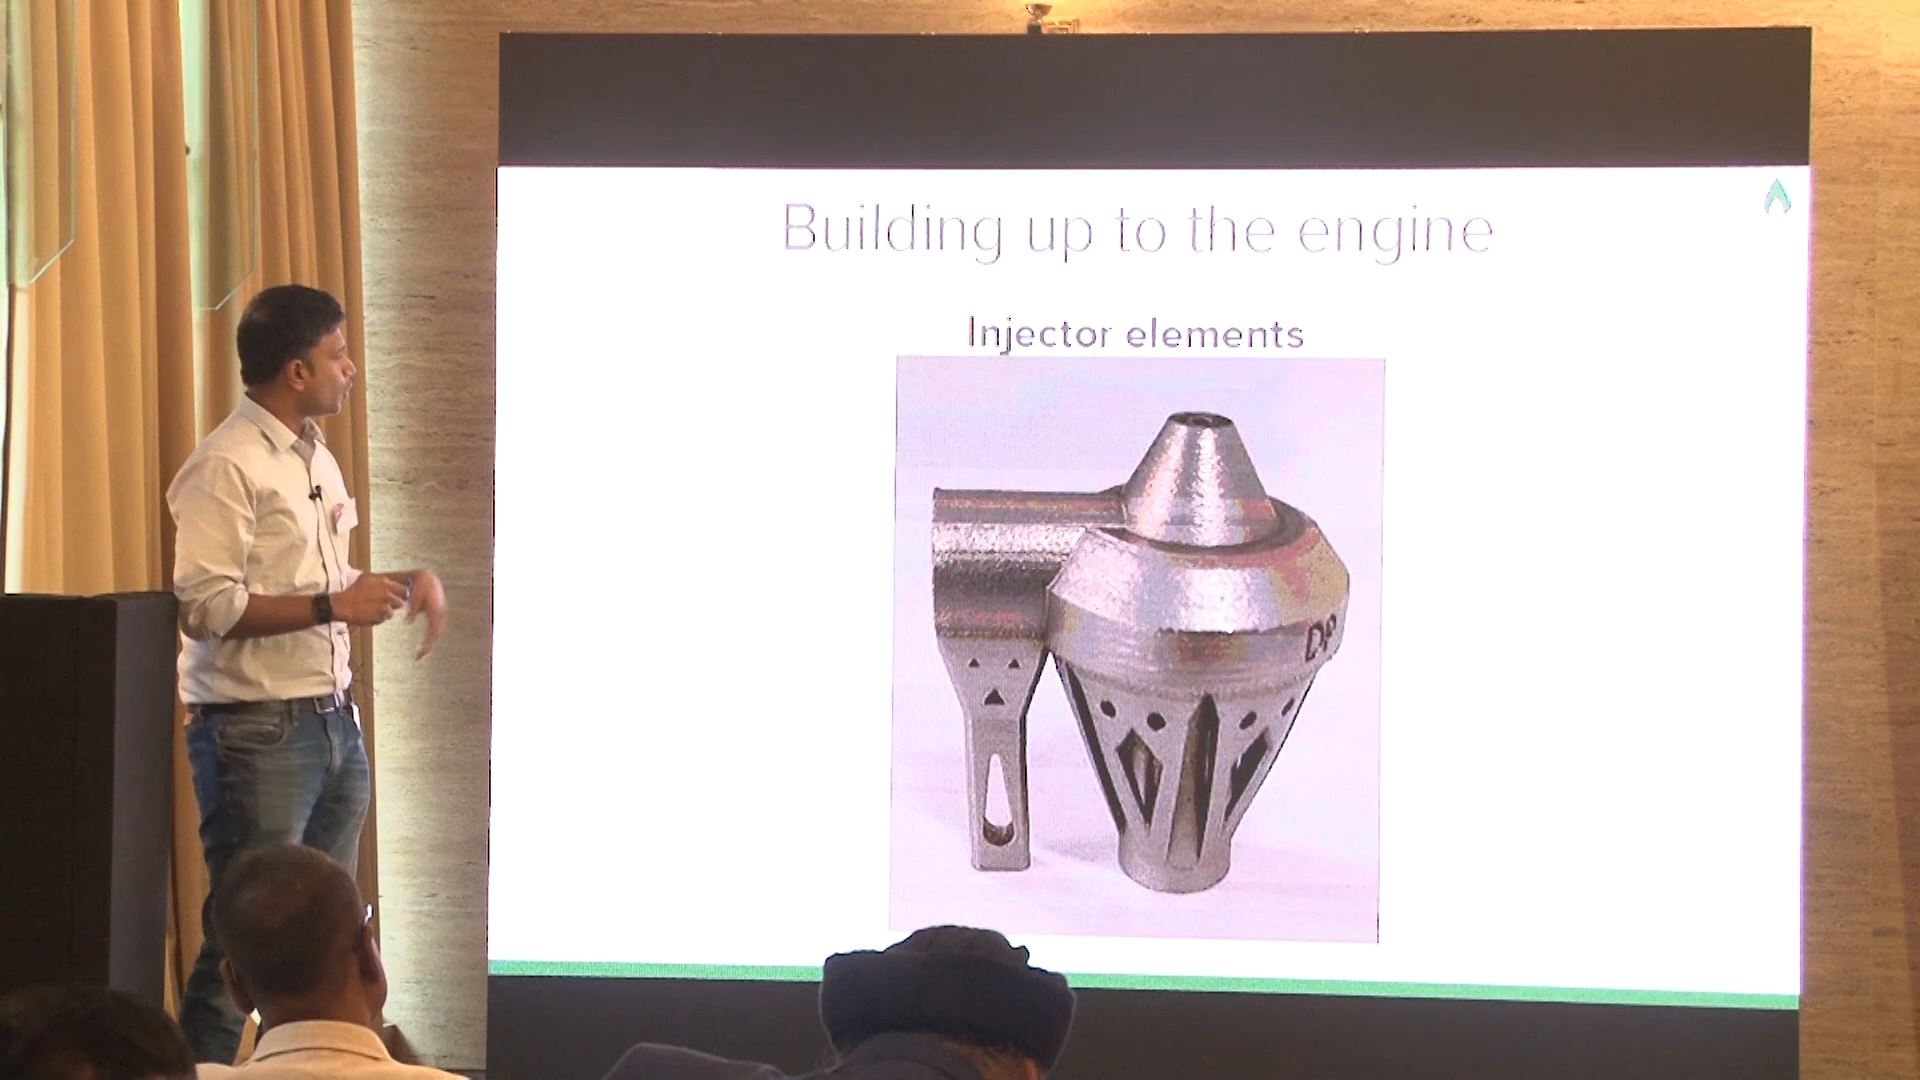 Building up to the engine
Injector elements